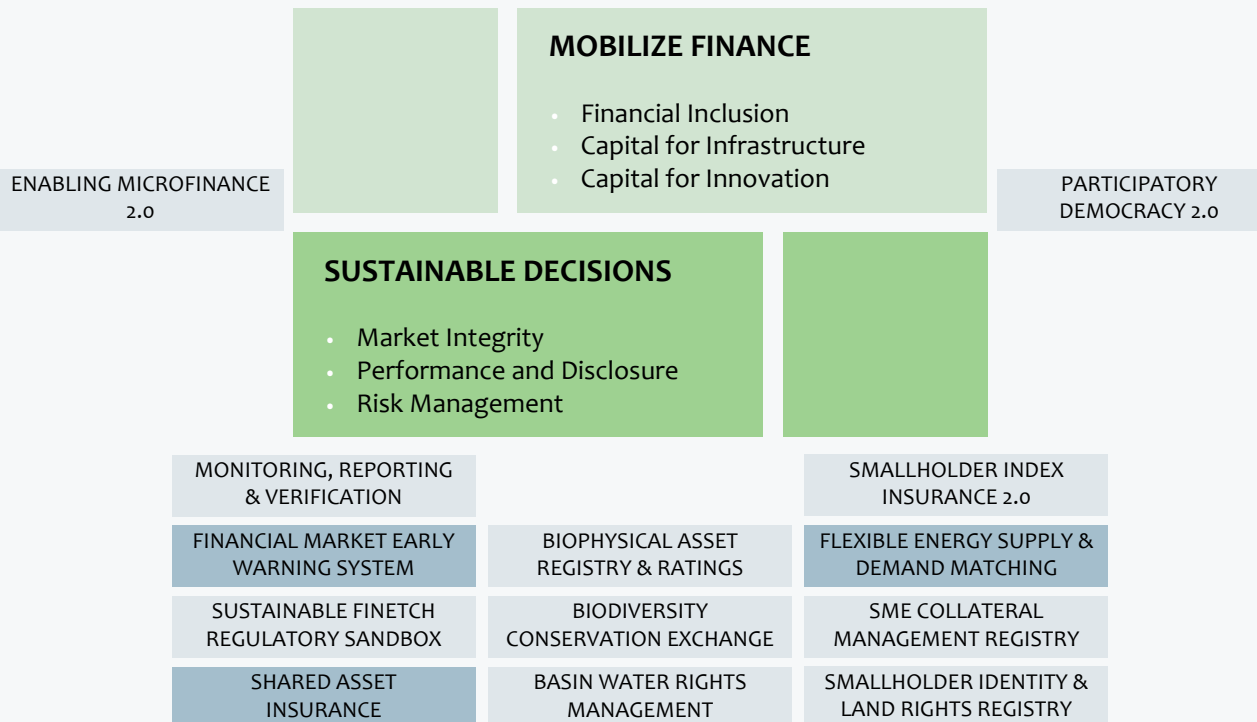 MOBILIZE FINANCE
• Financial Inclusion
• Capital for Infrastructure
• Capital for Innovation
ENABLING MICROFINANCE
2.0
PARTICIPATORY
DEMOCRACY 2.0
SUSTAINABLE DECISIONS
• Market Integrity
• Performance and Disclosure
• Risk Management
MONITORING, REPORTING
& VERIFICATION
SMALLHOLDER INDEX
INSURANCE 2.0
FINANCIAL MARKET EARLY
WARNING SYSTEM
BIOPHYSICAL ASSET
REGISTRY & RATINGS
FLEXIBLE ENERGY SUPPLY &
DEMAND MATCHING
SUSTAINABLE FINETCH
REGULATORY SANDBOX
BIODIVERSITY
CONSERVATION EXCHANGE
SME COLLATERAL
MANAGEMENT REGISTRY
SHARED ASSET
INSURANCE
BASIN WATER RIGHTS
MANAGEMENT
SMALLHOLDER IDENTITY &
LAND RIGHTS REGISTRY